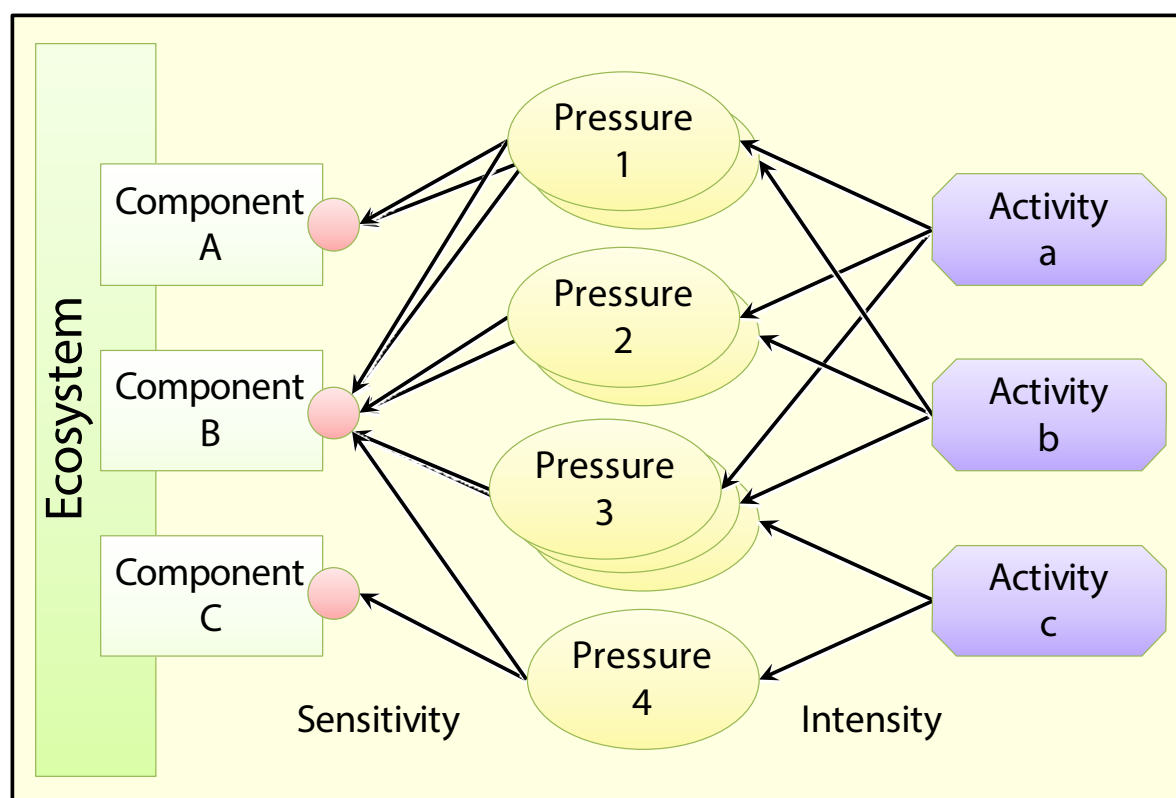 Ecosystem
Component
A
Component
B
Component
C
Pressure
1
Pressure
2
Pressure
3
Pressure
4
Activity
a
Activity
b
Activity
c
Sensitivity
Intensity